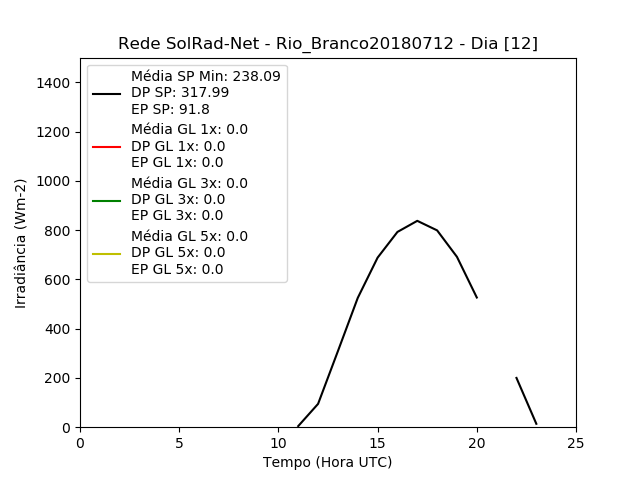 Rede SolRad-Net - Rio_Branco20180712 - Dia [12]
Média SP Min: 238.09
DP SP: 317.99
EP SP: 91.8
Média GL 1x: 0.0
DP GL 1x: 0.0
EP GL 1x: 0.0
Média GL 3x: 0.0
DP GL 3x: 0.0
EP GL 3x: 0.0
Média GL 5x: 0.0
DP GL 5x: 0.0
EP GL 5x: 0.0
Irradiância (Wm-2)
1400
1200
1000
800
600
400
200
0
0 5 10 15 20 25
Tempo (Hora UTC)